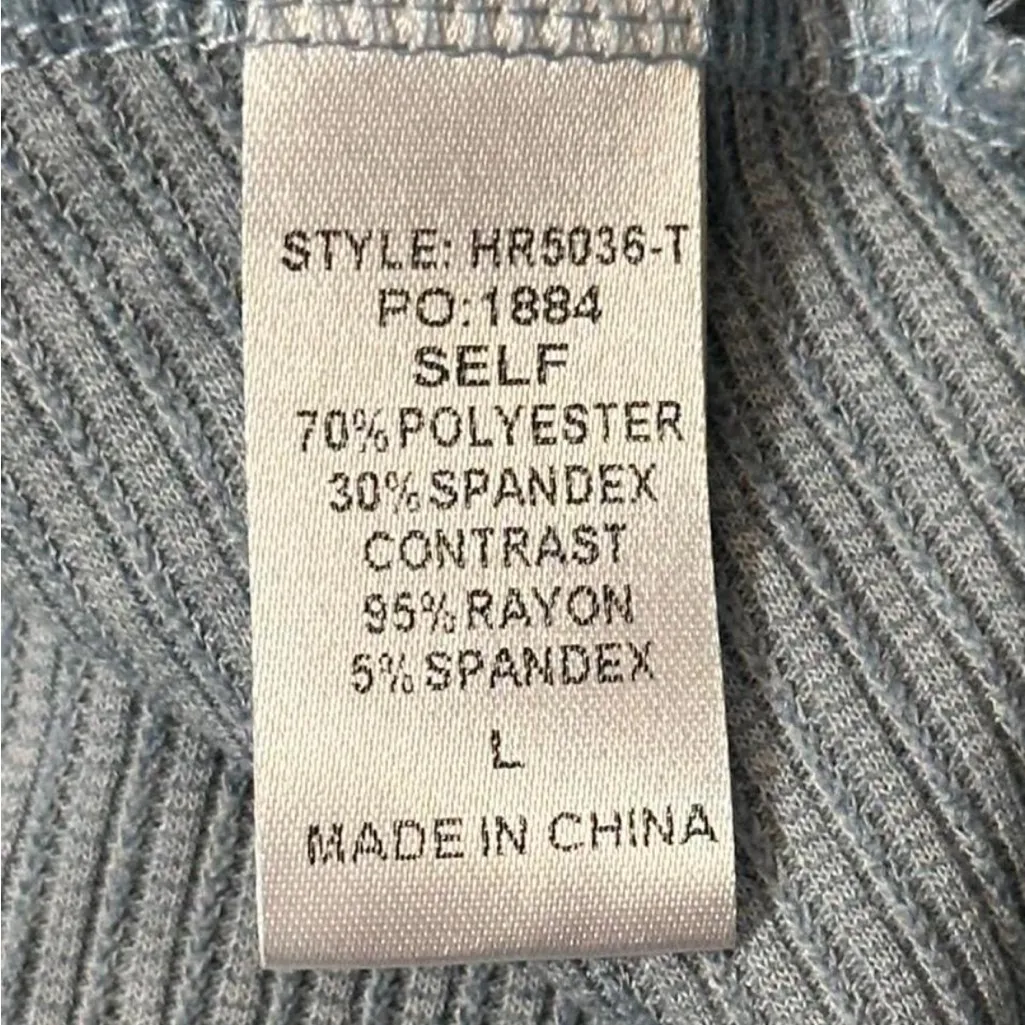 STYLE: HR5036-T
PO:1884
SELF
70% POLYESTER
30% SPANDEX
CONTRAST
95% RAYON
5% SPANDEX
L
MADE IN CHINA